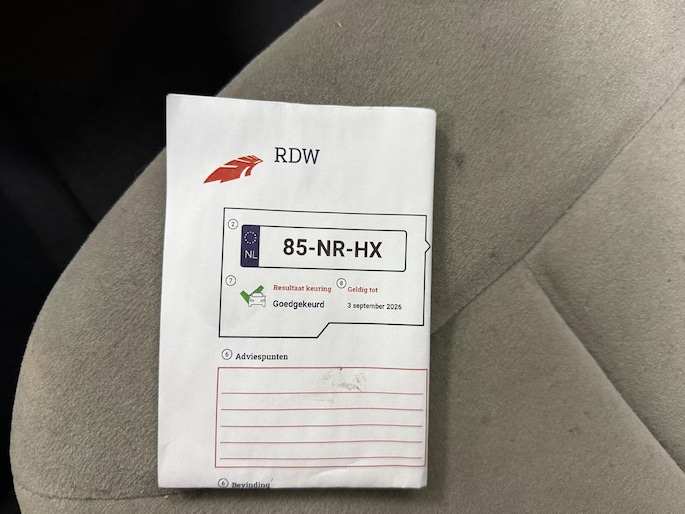 RDW
2
NL
85-NR-HX
7
Resultaat keuring
8
Geldig tot
Goedgekeurd
3 september 2026
6 Adviespunten
6 Bevinding